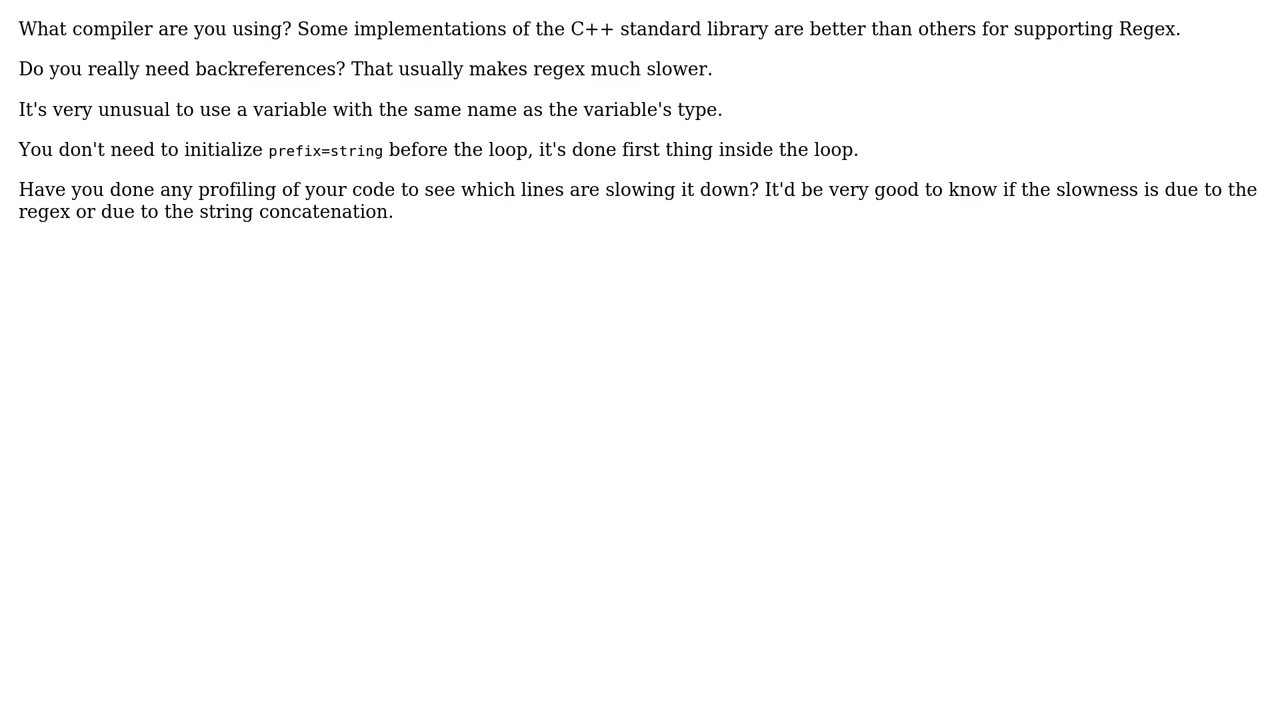 What compiler are you using? Some implementations of the C++ standard library are better than others for supporting Regex.
Do you really need backreferences? That usually makes regex much slower.
It's very unusual to use a variable with the same name as the variable's type.
You don't need to initialize prefix=string before the loop, it's done first thing inside the loop.
Have you done any profiling of your code to see which lines are slowing it down? It'd be very good to know if the slowness is due to the
regex or due to the string concatenation.